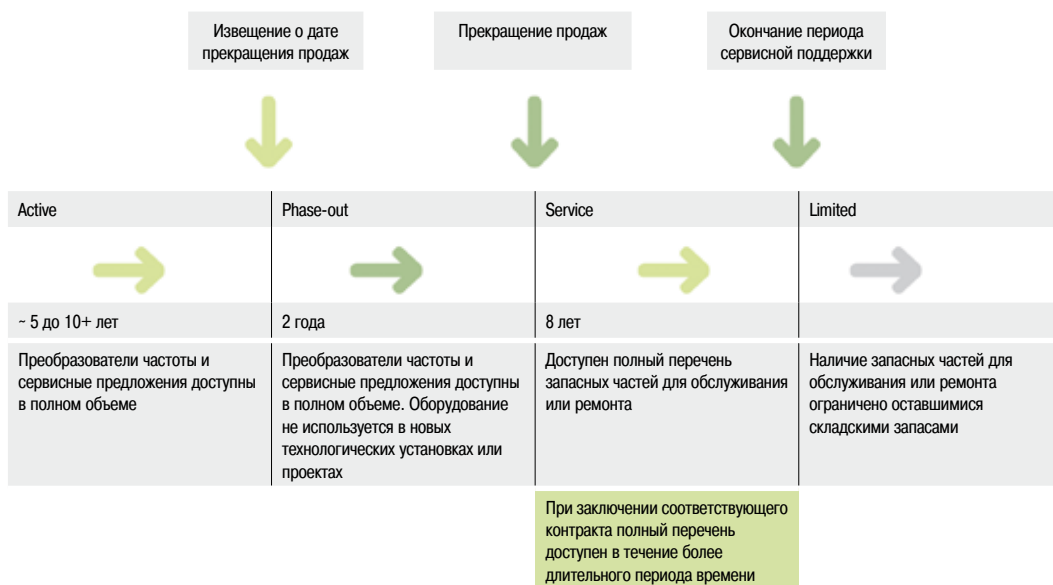 Извещение о дате
прекращения продаж
Прекращение продаж
Окончание периода
сервисной поддержки
Active
Phase-out
Service
Limited
~ 5 до 10+ лет
2 года
8 лет
Преобразователи частоты и
сервисные предложения доступны
в полном объеме
Преобразователи частоты и
сервисные предложения доступны
в полном объеме. Оборудование
не используется в новых
технологических установках или
проектах
Доступен полный перечень
запасных частей для обслуживания
или ремонта
Наличие запасных частей для
обслуживания или ремонта
ограничено оставшимися
складскими запасами
При заключении соответствующего
контракта полный перечень
доступен в течение более
длительного периода времени